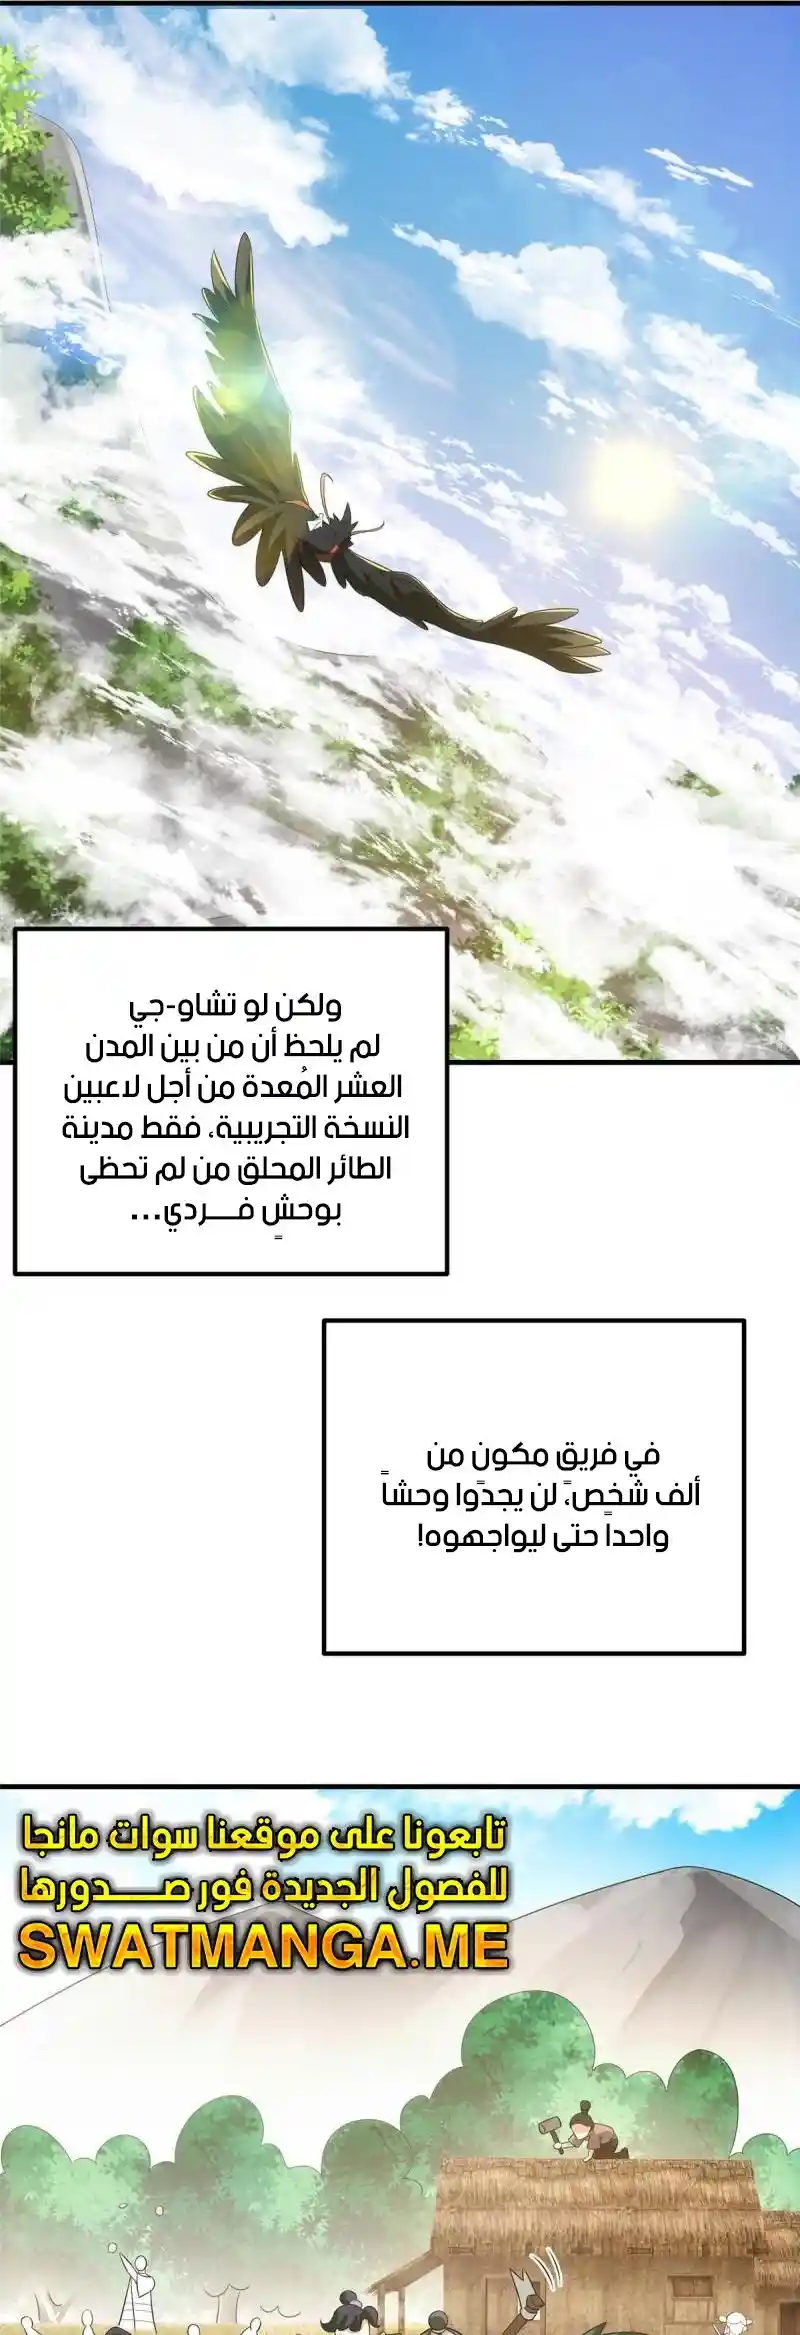 ولكن لو تشاو-جي
لم يلحظ أن من بين المدن
العشر المُعدة من أجل لاعبين
النسخة التجريبية، فقط مدينة
الطائر المحلق من لم تحظى
بوحشٍ فـــردي...
في فريق مكون من
ألف شخص، لن يجدوا وحشاً
واحداً حتى ليواجهوه!
تابعونا على موقعنا سوات مانجا
للفصول الجديدة فور صـــدورها
SWATMANGA.ME